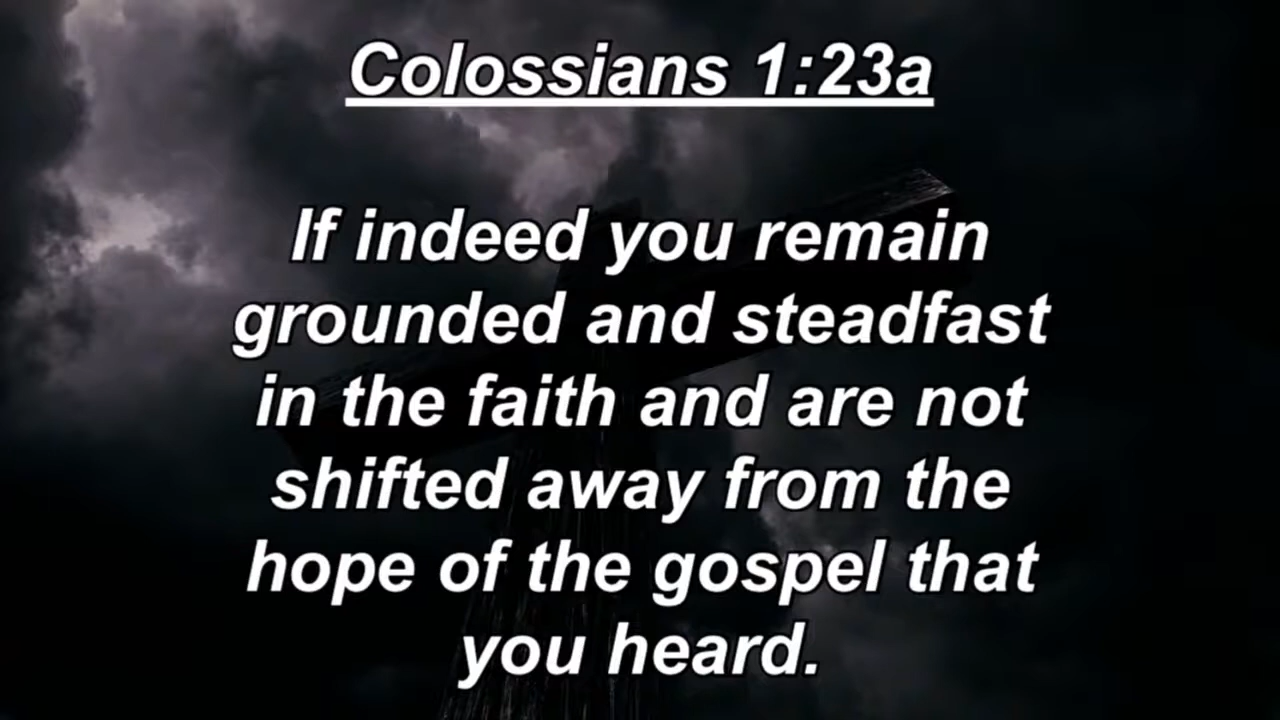 Colossians 1:23a
If indeed you remain
grounded and steadfast
in the faith and are not
shifted away from the
hope of the gospel that
you heard.